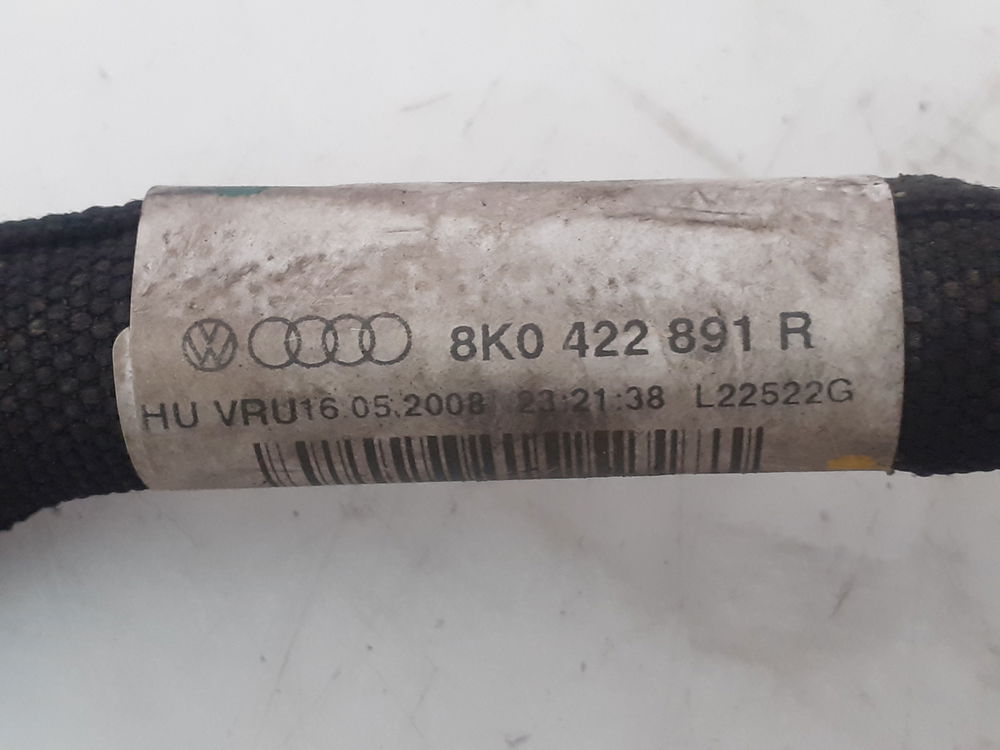 8K0 422 891 R
HU VRU16.05.2008 23:21:38 L22522G